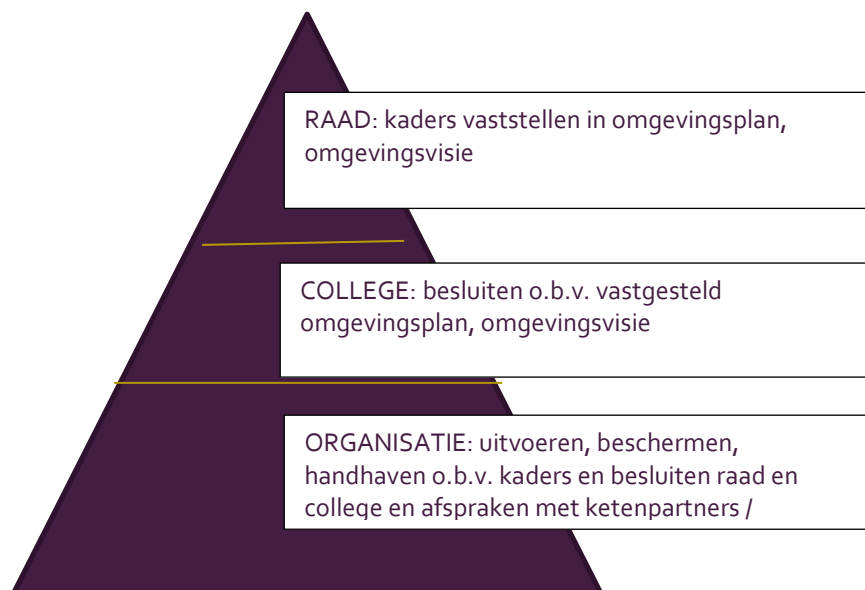 RAAD: kaders vaststellen in omgevingsplan,
omgevingsvisie
COLLEGE: besluiten o.b.v. vastgesteld
omgevingsplan, omgevingsvisie
ORGANISATIE: uitvoeren, beschermen,
handhaven o.b.v. kaders en besluiten raad en
college en afspraken met ketenpartners /